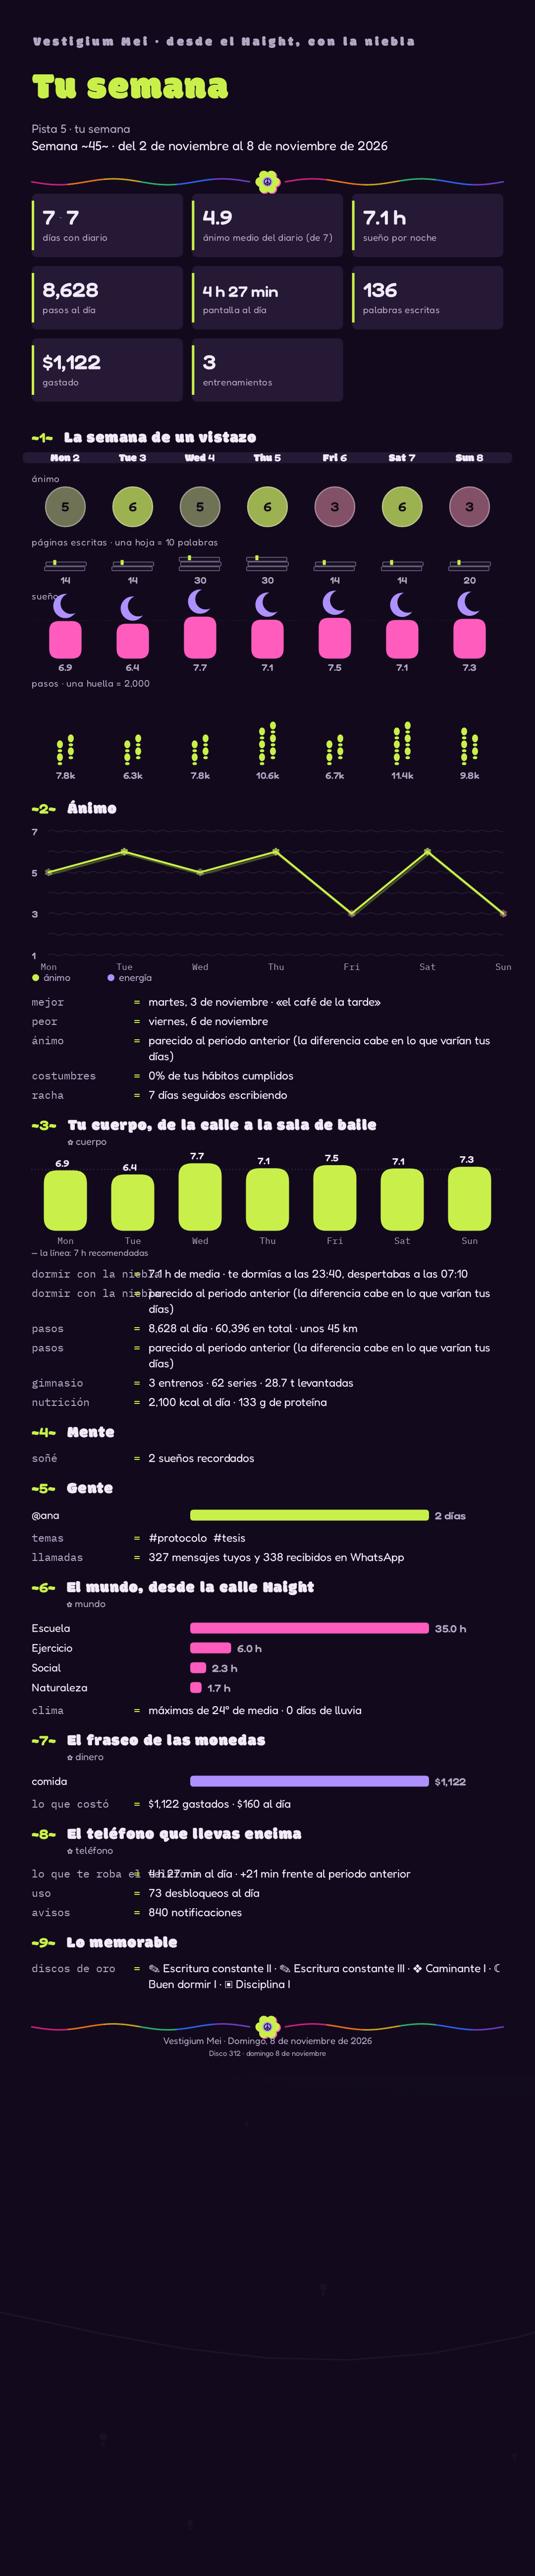 Vestigium Mei · desde el Haight, con la niebla
Tu semana
Pista 5 · tu semana
Semana ~45~ · del 2 de noviembre al 8 de noviembre de 2026
7 · 7
días con diario
4.9
ánimo medio del diario (de 7)
7.1 h
sueño por noche
8,628
pasos al día
4 h 27 min
pantalla al día
136
palabras escritas
$1,122
gastado
3
entrenamientos
~1~ La semana de un vistazo
Mon 2 Tue 3 Wed 4 Thu 5 Fri 6 Sat 7 Sun 8
ánimo
5 6 5 6 3 6 3
páginas escritas · una hoja = 10 palabras
14 14 30 30 14 14 20
sueño
6.9 6.4 7.7 7.1 7.5 7.1 7.3
pasos · una huella = 2,000
7.8k 6.3k 7.8k 10.6k 6.7k 11.4k 9.8k
~2~ Ánimo
7
5
3
1
Mon Tue Wed Thu Fri Sat Sun
ánimo energía
mejor = martes, 3 de noviembre · «el café de la tarde»
peor = viernes, 6 de noviembre
ánimo = parecido al periodo anterior (la diferencia cabe en lo que varían tus
días)
costumbres = 0% de tus hábitos cumplidos
racha = 7 días seguidos escribiendo
~3~ Tu cuerpo, de la calle a la sala de baile
✿ cuerpo
6.9 6.4 7.7 7.1 7.5 7.1 7.3
Mon Tue Wed Thu Fri Sat Sun
— la línea: 7 h recomendadas
dormir con la niebla = 7.1 h de media · te dormías a las 23:40, despertabas a las 07:10
dormir con la niebla = parecido al periodo anterior (la diferencia cabe en lo que varían tus
días)
pasos = 8,628 al día · 60,396 en total · unos 45 km
pasos = parecido al periodo anterior (la diferencia cabe en lo que varían tus
días)
gimnasio = 3 entrenos · 62 series · 28.7 t levantadas
nutrición = 2,100 kcal al día · 133 g de proteína
~4~ Mente
soñé = 2 sueños recordados
~5~ Gente
@ana 2 días
temas = #protocolo #tesis
llamadas = 327 mensajes tuyos y 338 recibidos en WhatsApp
~6~ El mundo, desde la calle Haight
✿ mundo
Escuela 35.0 h
Ejercicio 6.0 h
Social 2.3 h
Naturaleza 1.7 h
clima = máximas de 24° de media · 0 días de lluvia
~7~ El frasco de las monedas
✿ dinero
comida $1,122
lo que costó = $1,122 gastados · $160 al día
~8~ El teléfono que llevas encima
✿ teléfono
lo que te roba el = 4 h 27 min al día · +21 min frente al periodo anterior
uso = 73 desbloqueos al día
avisos = 840 notificaciones
~9~ Lo memorable
discos de oro = ✎ Escritura constante II · ✎ Escritura constante III · ❖ Caminante I · ☾
Buen dormir I · ▣ Disciplina I
Vestigium Mei · Domingo, 8 de noviembre de 2026
Disco 312 · domingo 8 de noviembre